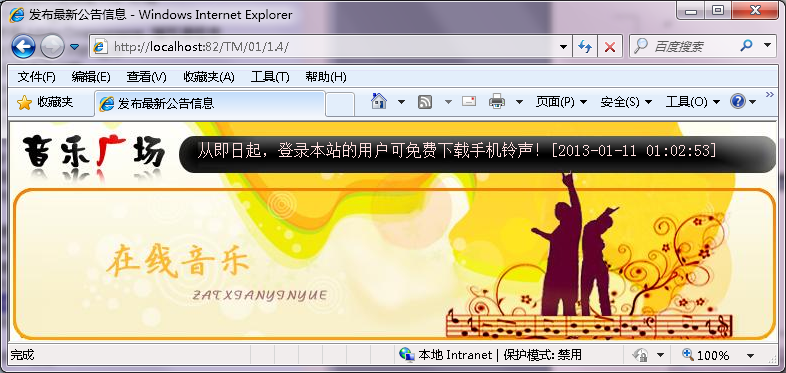 发布最新公告信息 - Windows Internet Explorer
http://localhost:82/TM/01/1.4/
百度搜索
文件(F) 编辑(E) 查看(V) 收藏夹(A) 工具(T) 帮助(H)
收藏夹 发布最新公告信息 页面(P) 安全(S) 工具(O)
音乐广场 从即日起，登录本站的用户可免费下载手机铃声！[2013-01-11 01:02:53]
在线音乐
ZAIXIANYINYUE
完成 本地 Intranet | 保护模式: 禁用 100%